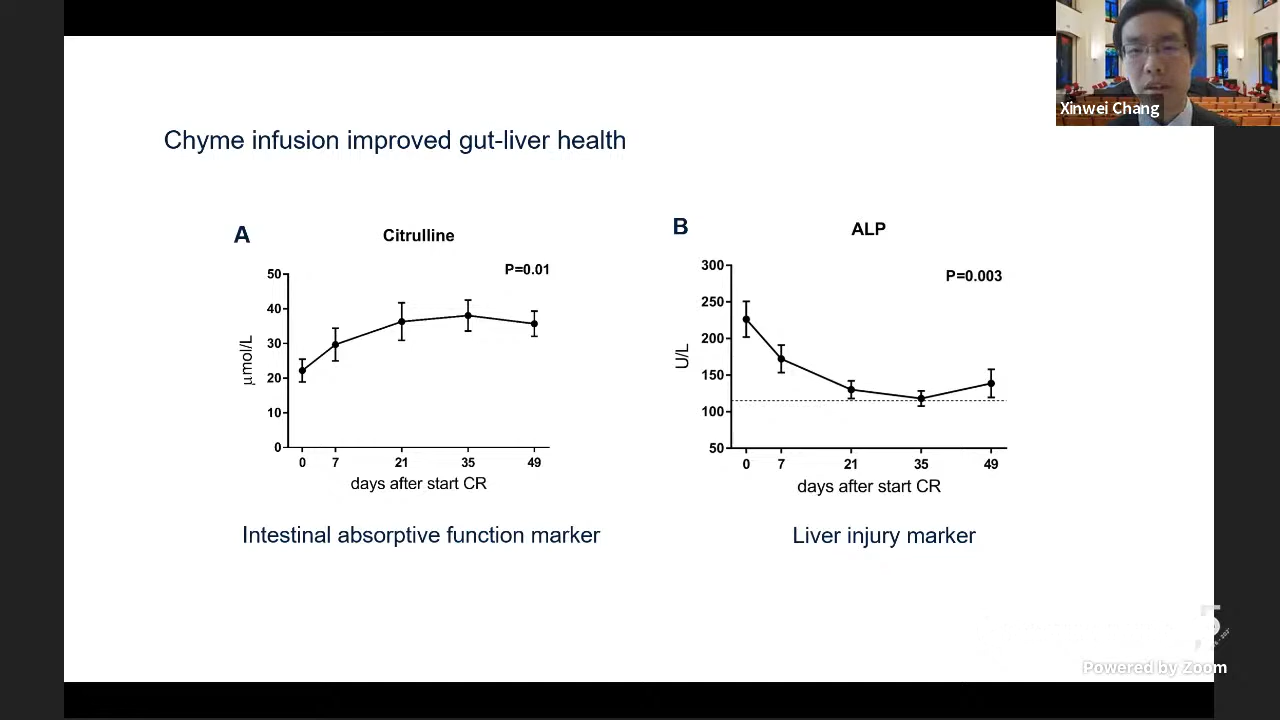 Xinwei Chang
Chyme infusion improved gut-liver health
A
Citrulline
P=0.01
50
40
30
20
10
0
µmol/L
0 7 21 35 49
days after start CR
Intestinal absorptive function marker
B
ALP
P=0.003
300
250
200
150
100
50
U/L
0 7 21 35 49
days after start CR
Liver injury marker
5
Powered by Zoom